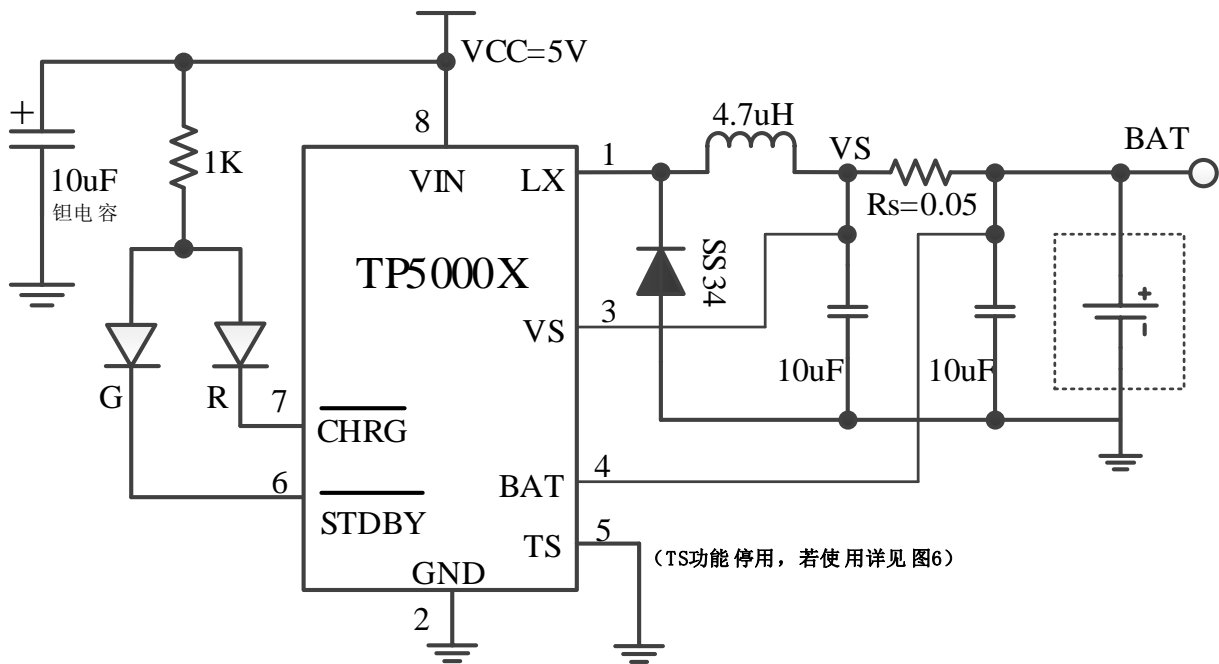 VCC=5V
+
8
4.7uH
BAT
1
VS
10uF
钽电容
1K
VIN
LX
Rs=0.05
SS34
TP5000X
3
VS
+
-
G
R
7
CHRG
10uF
10uF
6
STDBY
BAT
4
TS
5
(TS功能停用,若使用详见图6)
GND
2